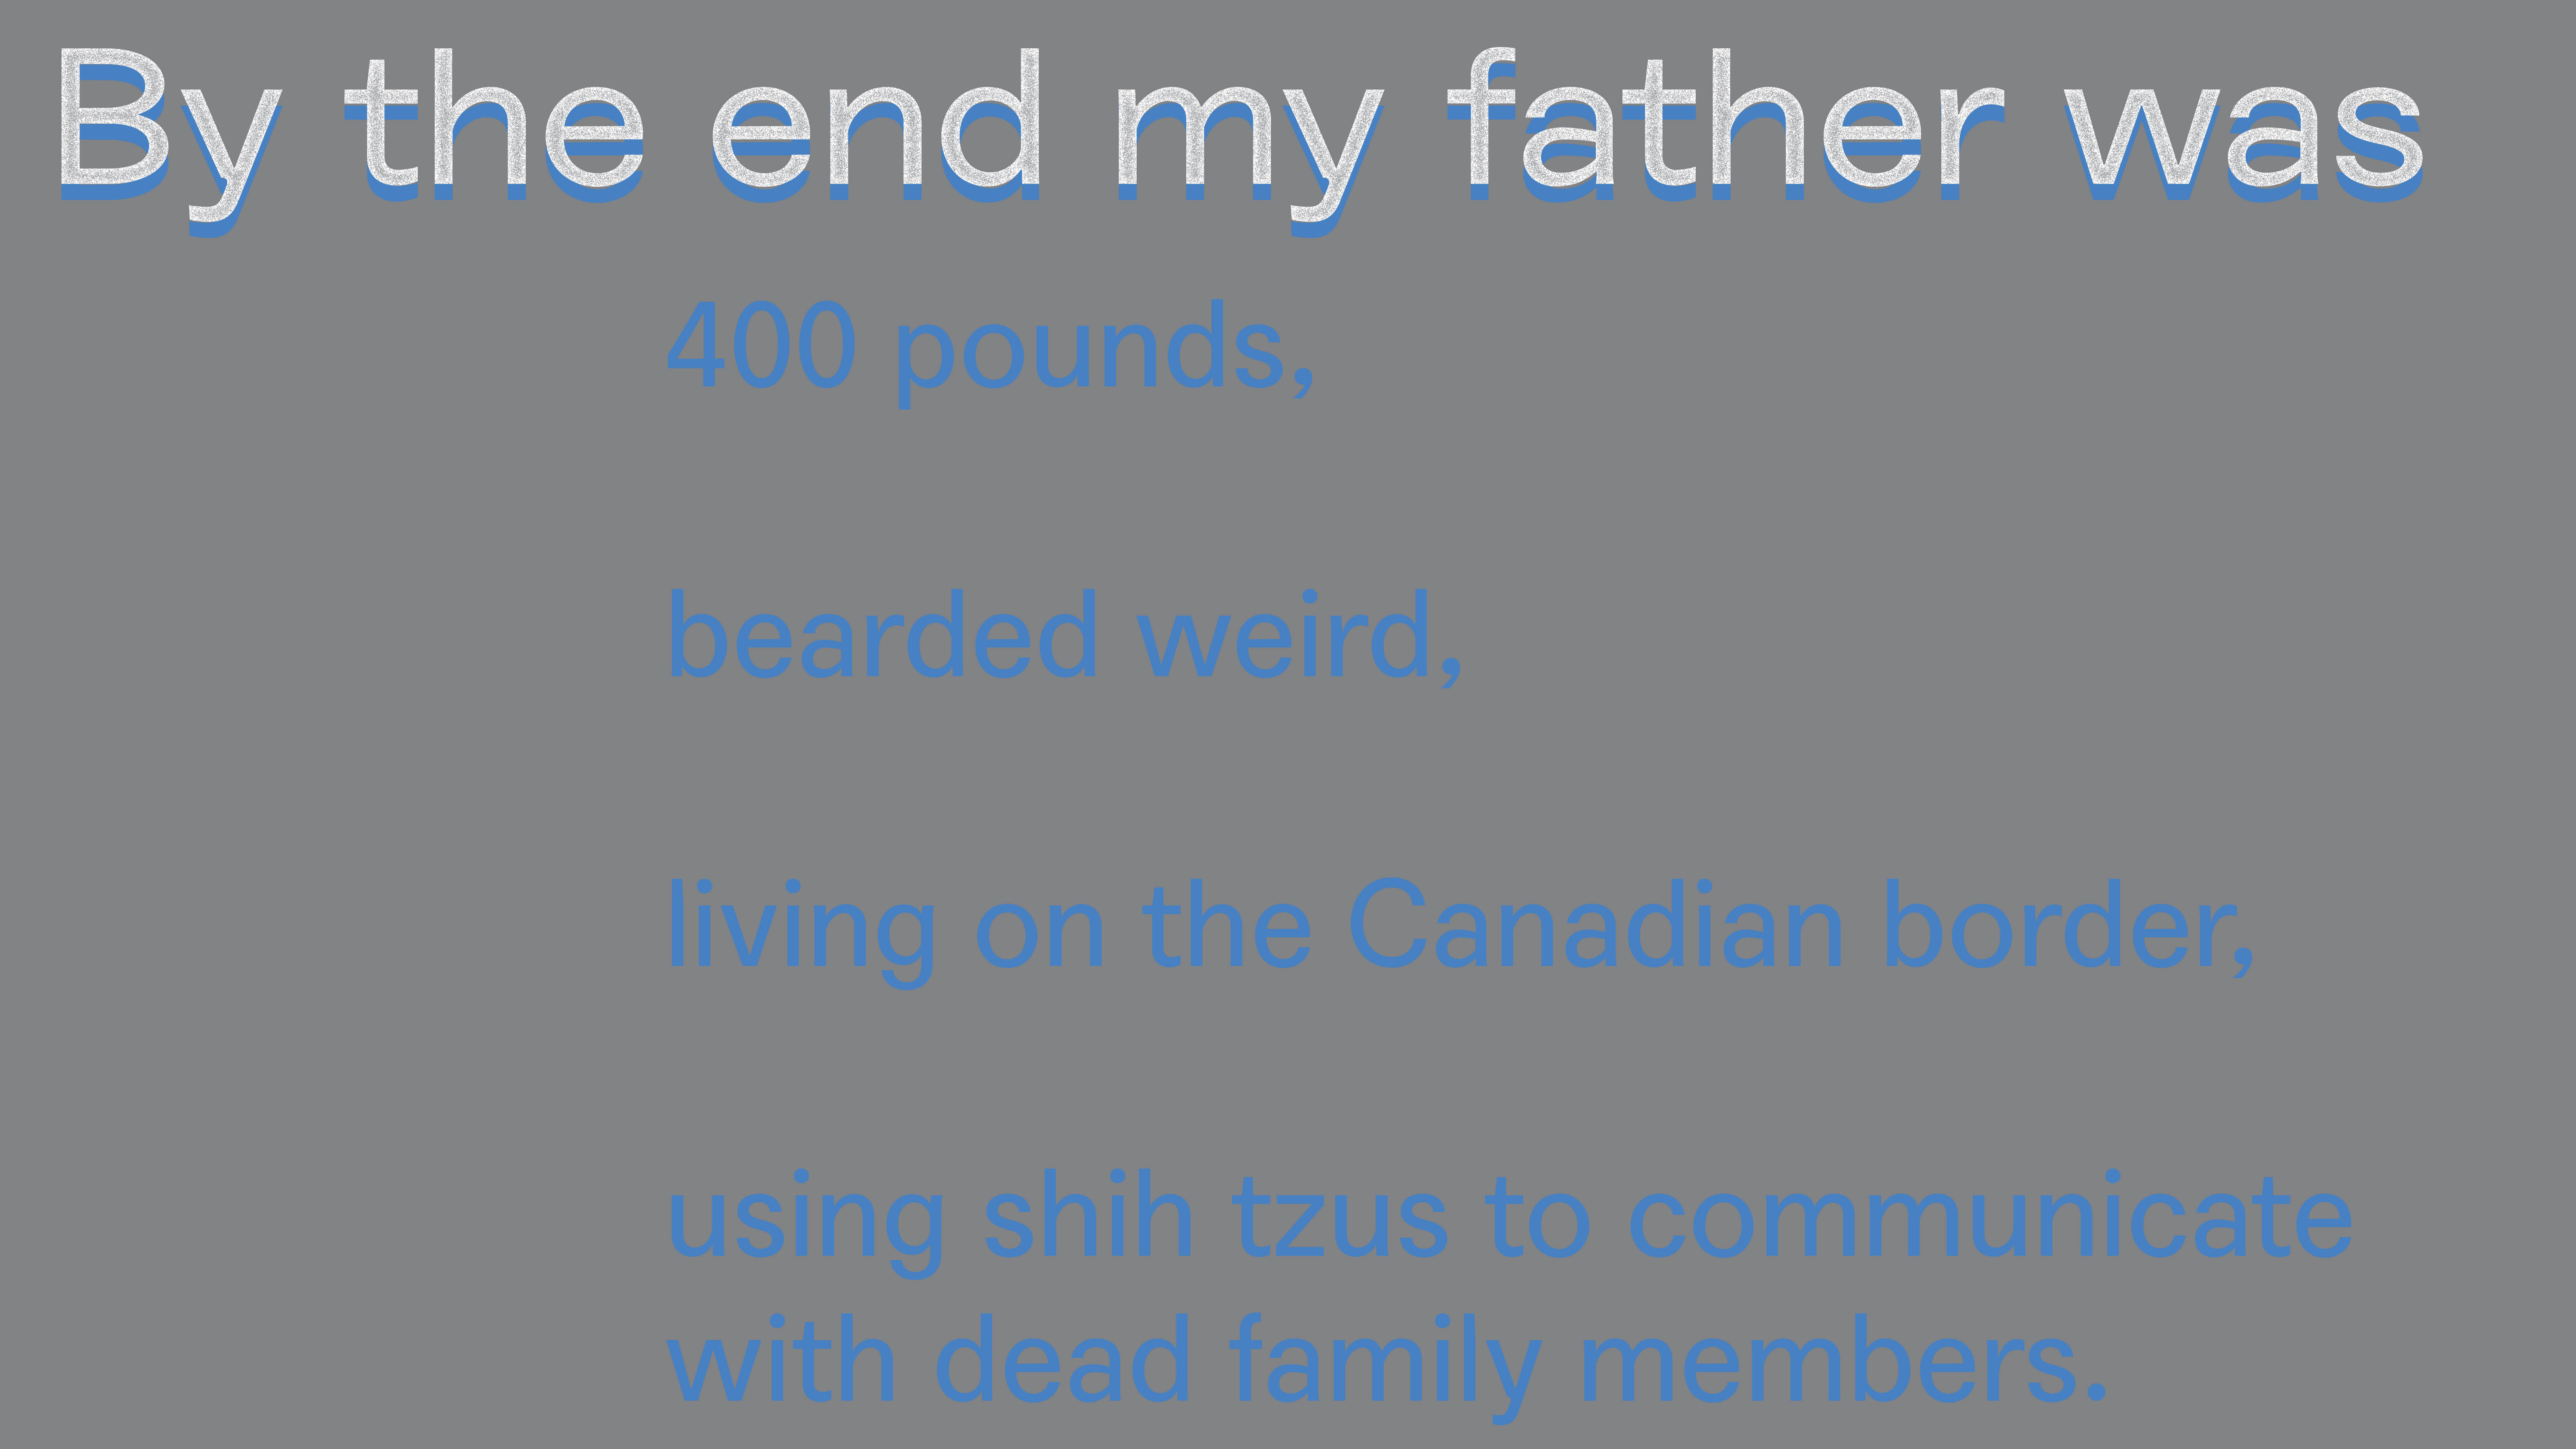 By the end my father was
400 pounds,
bearded weird,
living on the Canadian border,
using shih tzus to communicate
with dead family members.